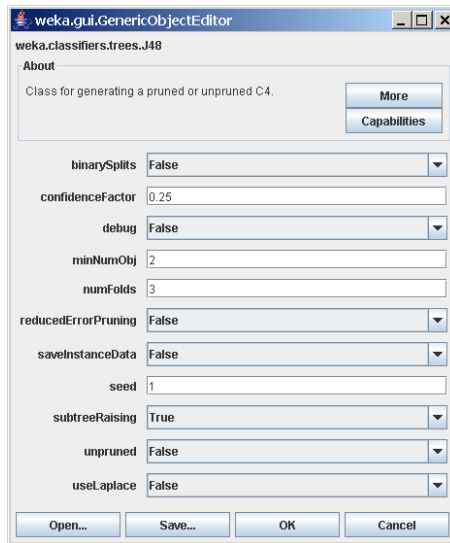 weka.gui.GenericObjectEditor
weka.classifiers.trees.J48
About
Class for generating a pruned or unpruned C4.
More
Capabilities
binarySplits False
confidenceFactor 0.25
debug False
minNumObj 2
numFolds 3
reducedErrorPruning False
saveInstanceData False
seed 1
subtreeRaising True
unpruned False
useLaplace False
Open... Save... OK Cancel